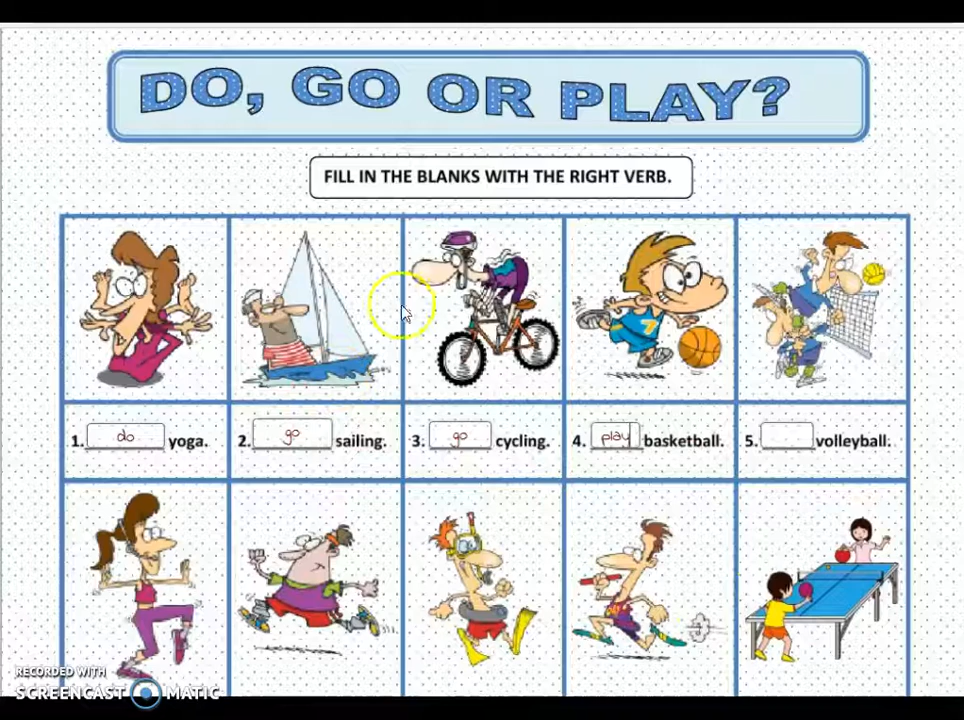 DO, GO OR PLAY?
FILL IN THE BLANKS WITH THE RIGHT VERB.
1. do yoga.
2. go sailing.
3. go cycling.
4. play basketball.
5. volleyball.
7
RECORDED WITH
SCREENCAST MATIC